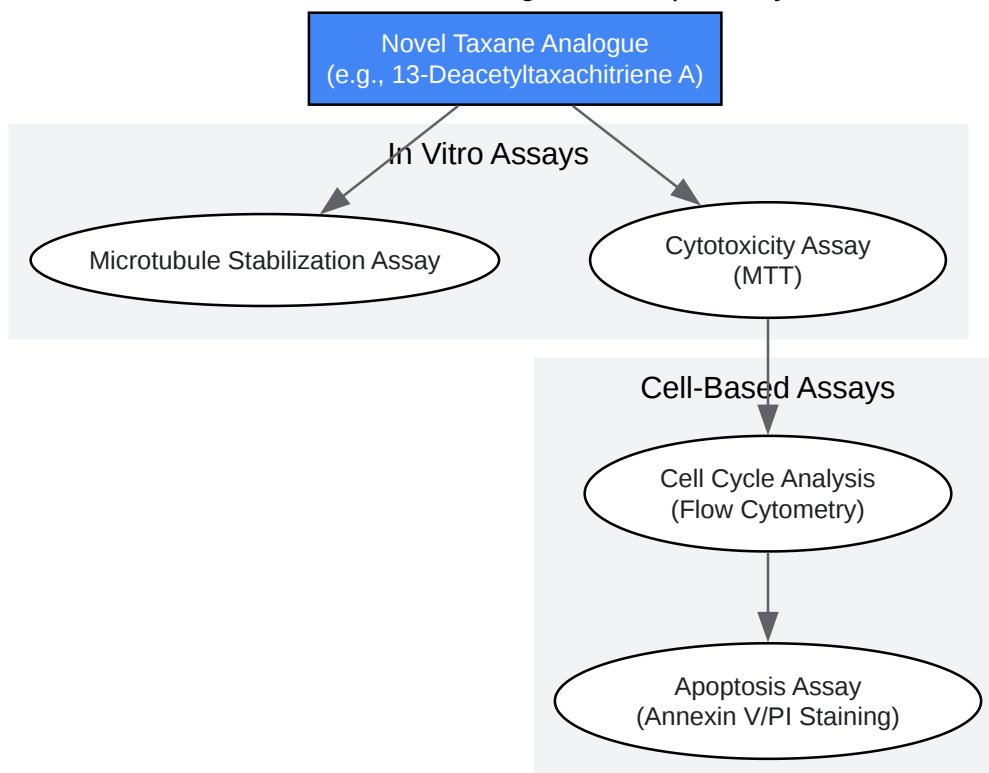 Novel Taxane Analogue
(e.g., 13-Deacetyltaxachitriene A)
In Vitro Assays
Microtubule Stabilization Assay
Cytotoxicity Assay
(MTT)
Cell-Based Assays
Cell Cycle Analysis
(Flow Cytometry)
Apoptosis Assay
(Annexin V/PI Staining)